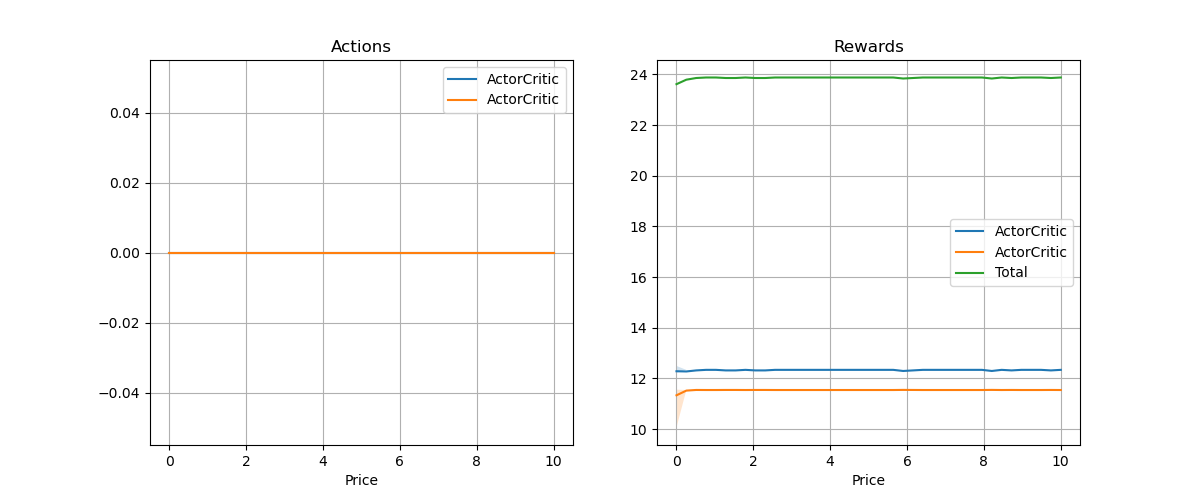 Actions
ActorCritic
ActorCritic
0.04
0.02
0.00
−0.02
−0.04
0 2 4 6 8 10
Price
Rewards
24
22
20
18
16
14
12
10
ActorCritic
ActorCritic
Total
0 2 4 6 8 10
Price